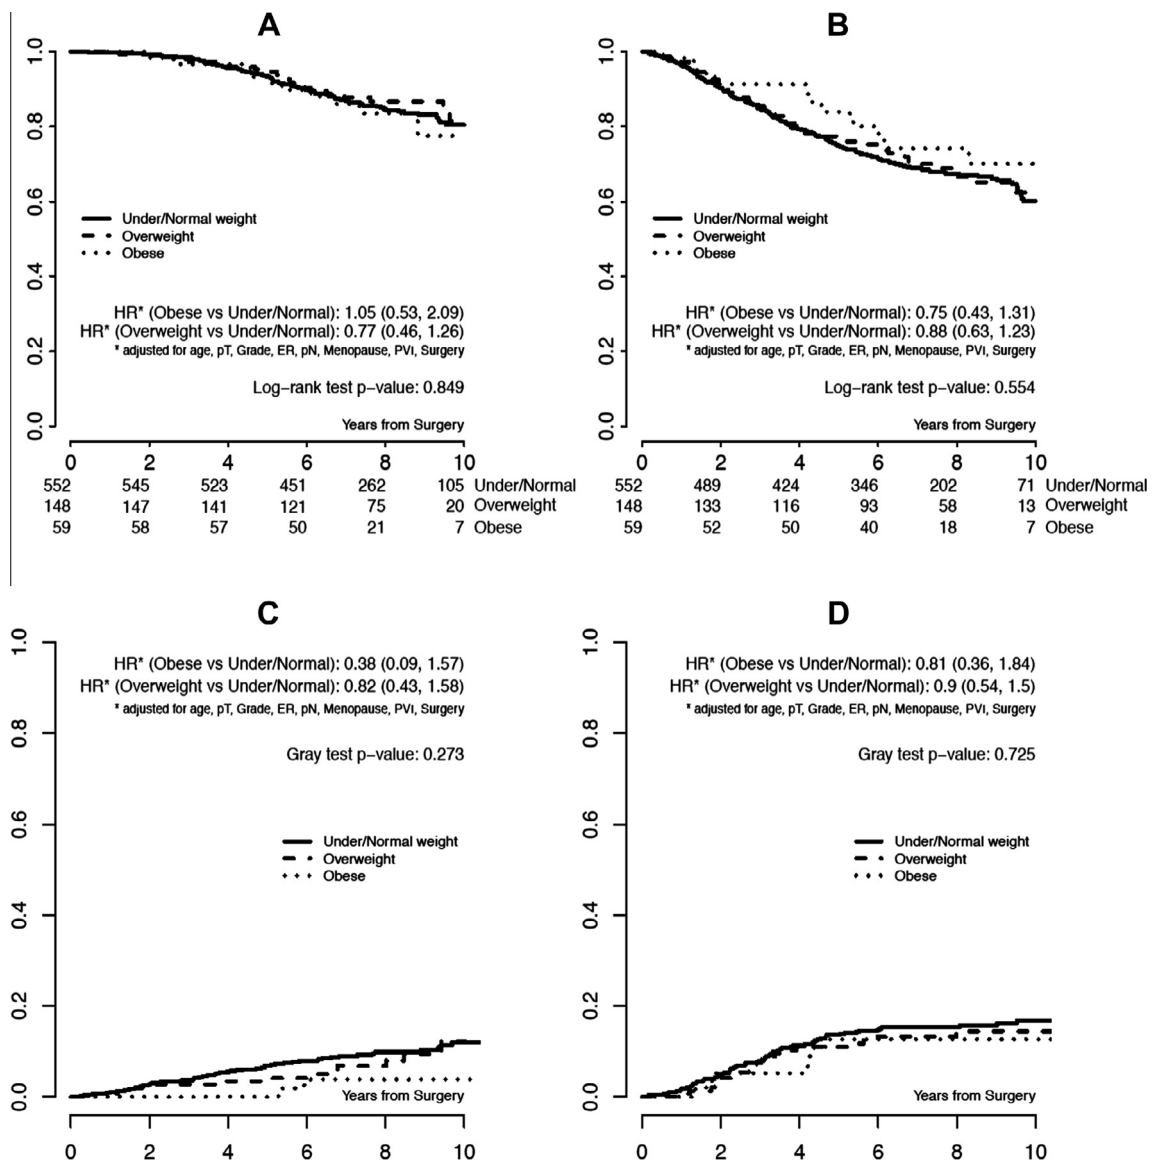 A
1.0
0.8
0.6
0.4
0.2
0.0
Under/Normal weight
Overweight
Obese
HR* (Obese vs Under/Normal): 1.05 (0.53, 2.09)
HR* (Overweight vs Under/Normal): 0.77 (0.46, 1.26)
* adjusted for age, pT, Grade, ER, pN, Menopause, PVI, Surgery
Log-rank test p-value: 0.849
Years from Surgery
0 2 4 6 8 10
552 545 523 451 262 105 Under/Normal
148 147 141 121 75 20 Overweight
59 58 57 50 21 7 Obese
B
1.0
0.8
0.6
0.4
0.2
0.0
Under/Normal weight
Overweight
Obese
HR* (Obese vs Under/Normal): 0.75 (0.43, 1.31)
HR* (Overweight vs Under/Normal): 0.88 (0.63, 1.23)
* adjusted for age, pT, Grade, ER, pN, Menopause, PVI, Surgery
Log-rank test p-value: 0.554
Years from Surgery
0 2 4 6 8 10
552 489 424 346 202 71 Under/Normal
148 133 116 93 58 13 Overweight
59 52 50 40 18 7 Obese
C
1.0
0.8
0.6
0.4
0.2
0.0
HR* (Obese vs Under/Normal): 0.38 (0.09, 1.57)
HR* (Overweight vs Under/Normal): 0.82 (0.43, 1.58)
* adjusted for age, pT, Grade, ER, pN, Menopause, PVI, Surgery
Gray test p-value: 0.273
Under/Normal weight
Overweight
Obese
Years from Surgery
0 2 4 6 8 10
D
1.0
0.8
0.6
0.4
0.2
0.0
HR* (Obese vs Under/Normal): 0.81 (0.36, 1.84)
HR* (Overweight vs Under/Normal): 0.9 (0.54, 1.5)
* adjusted for age, pT, Grade, ER, pN, Menopause, PVI, Surgery
Gray test p-value: 0.725
Under/Normal weight
Overweight
Obese
Years from Surgery
0 2 4 6 8 10